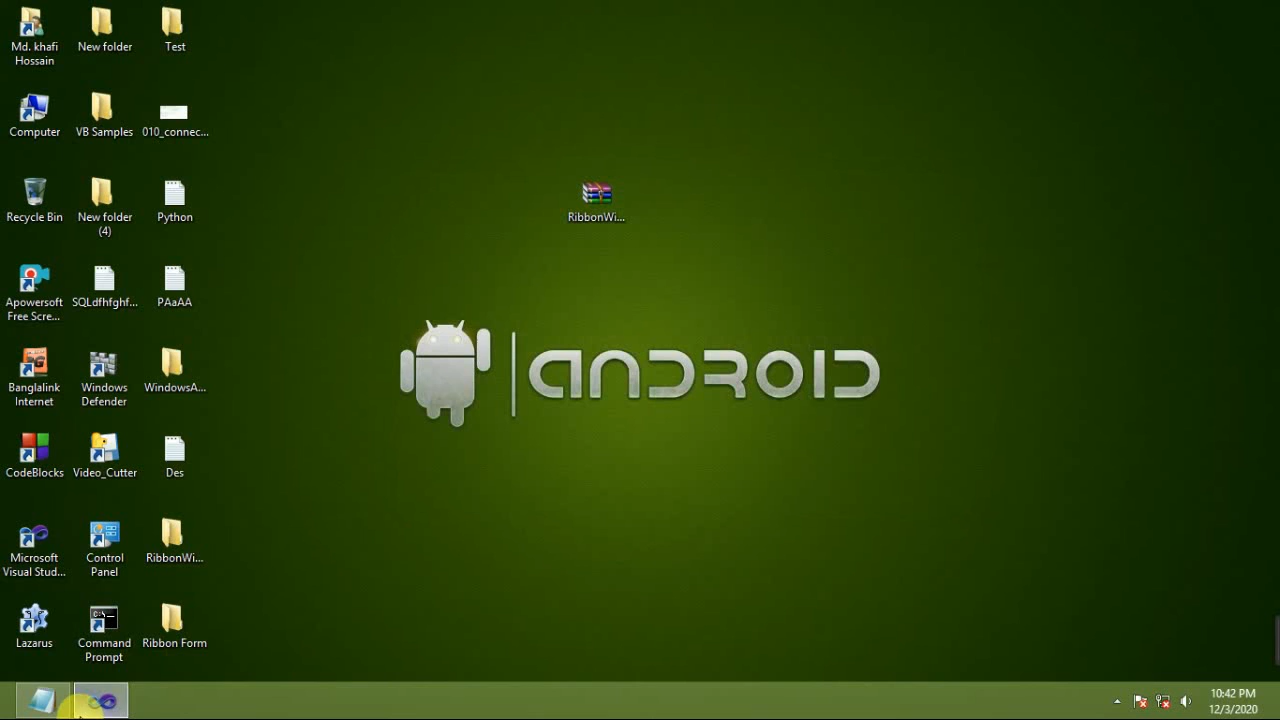 Md. khafi
Hossain
New folder
Test
Computer
VB Samples
010_connec...
Recycle Bin
New folder
(4)
Python
RibbonWi...
Apowersoft
Free Scre...
SQLdfhfghf...
PAaAA
ANDROID
Banglalink
Internet
Windows
Defender
WindowsA...
CodeBlocks
Video_Cutter
Des
Microsoft
Visual Stud...
Control
Panel
RibbonWi...
Lazarus
Command
Prompt
Ribbon Form
10:42 PM
12/3/2020